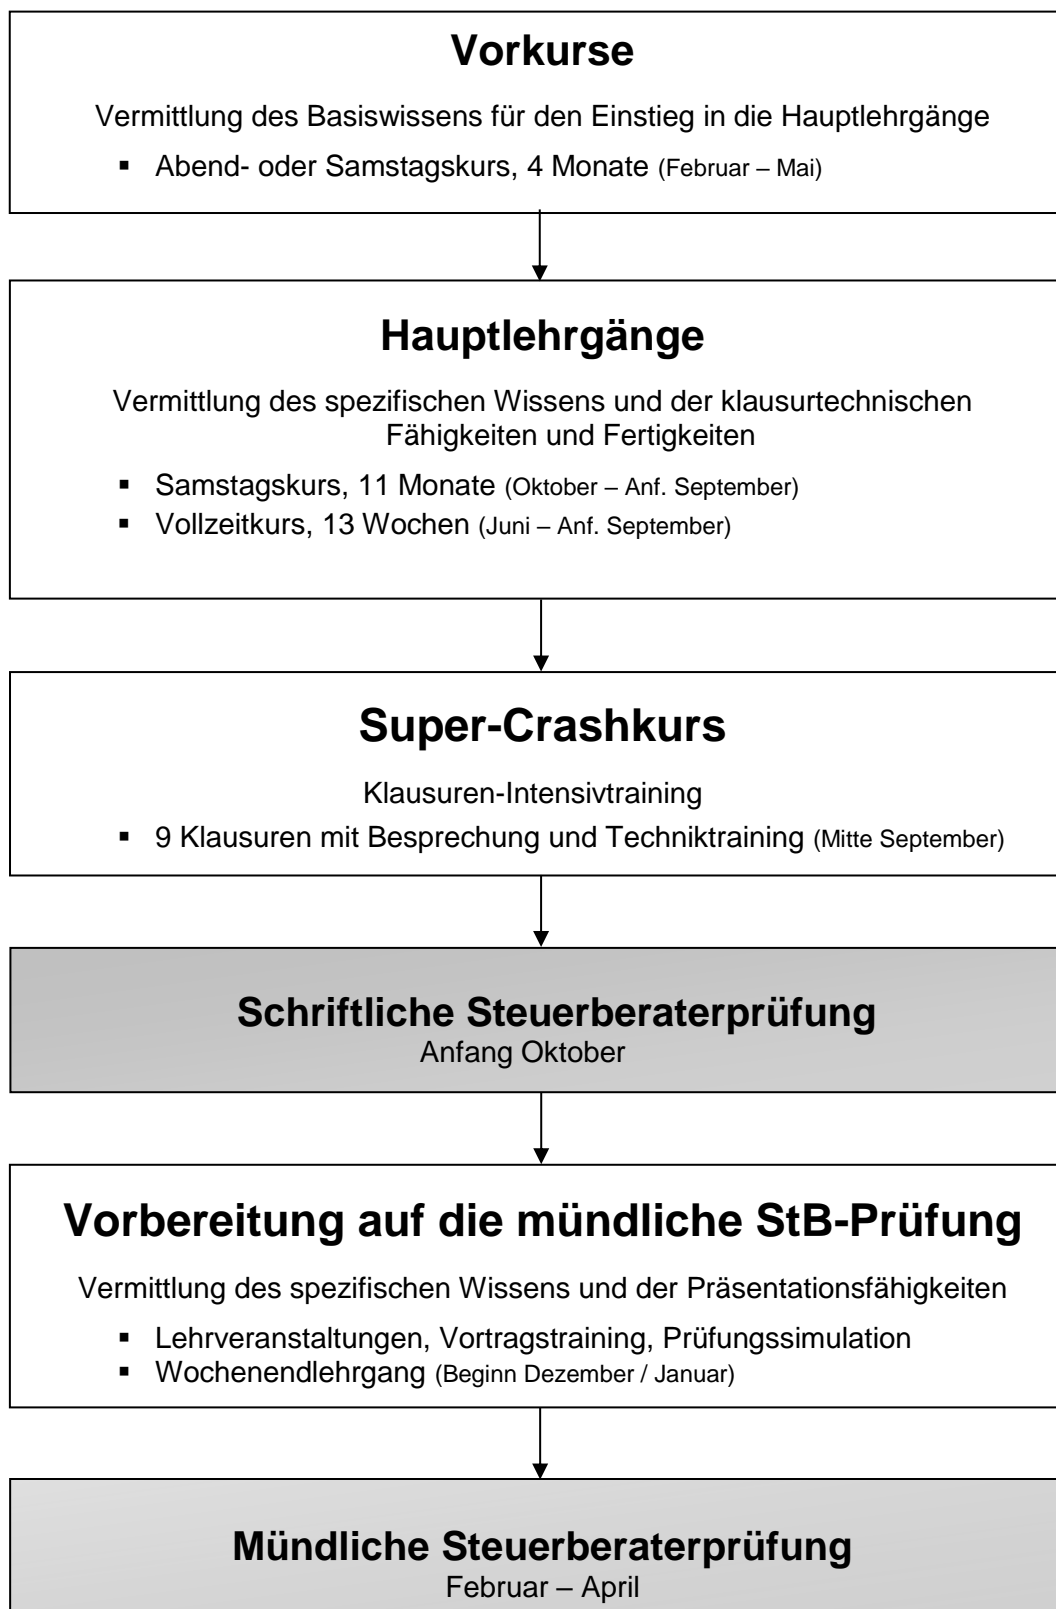 Vorkurse
Vermittlung des Basiswissens für den Einstieg in die Hauptlehrgänge
▪ Abend- oder Samstagskurs, 4 Monate (Februar – Mai)
Hauptlehrgänge
Vermittlung des spezifischen Wissens und der klausurtechnischen
Fähigkeiten und Fertigkeiten
▪ Samstagskurs, 11 Monate (Oktober – Anf. September)
▪ Vollzeitkurs, 13 Wochen (Juni – Anf. September)
Super-Crashkurs
Klausuren-Intensivtraining
▪ 9 Klausuren mit Besprechung und Techniktraining (Mitte September)
Schriftliche Steuerberaterprüfung
Anfang Oktober
Vorbereitung auf die mündliche StB-Prüfung
Vermittlung des spezifischen Wissens und der Präsentationsfähigkeiten
▪ Lehrveranstaltungen, Vortragstraining, Prüfungssimulation
▪ Wochenendlehrgang (Beginn Dezember / Januar)
Mündliche Steuerberaterprüfung
Februar – April